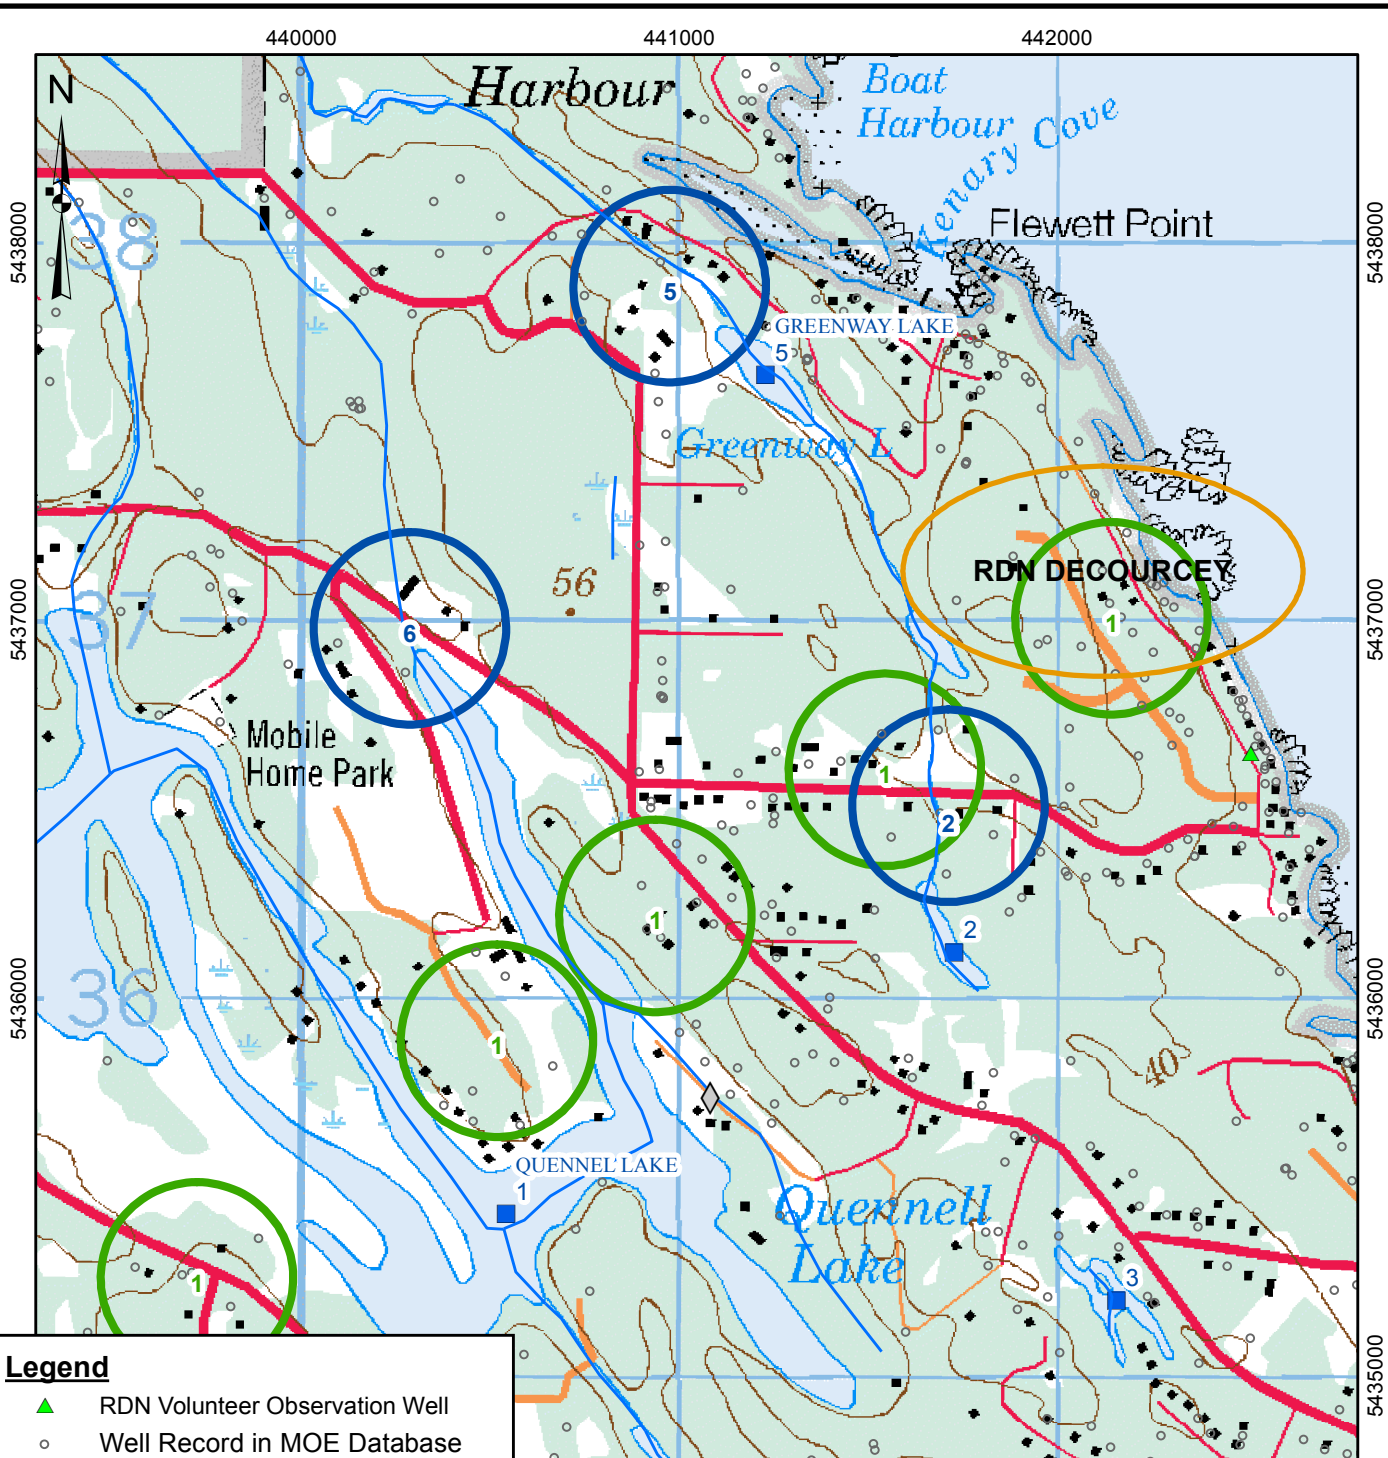 440000
441000
442000
N
Harbour
Boat
Harbour
Kenary Cove
Flewett Point
5438000
5438000
38
5
GREENWAY LAKE
5
Greenway L
RDN DECOURCEY
56
5437000
5437000
37
6
1
Mobile
Home Park
1
2
1
2
5436000
5436000
36
1
40
QUENNEL LAKE
1
Quennell
Lake
1
3
5435000
Legend
RDN Volunteer Observation Well
Well Record in MOE Database